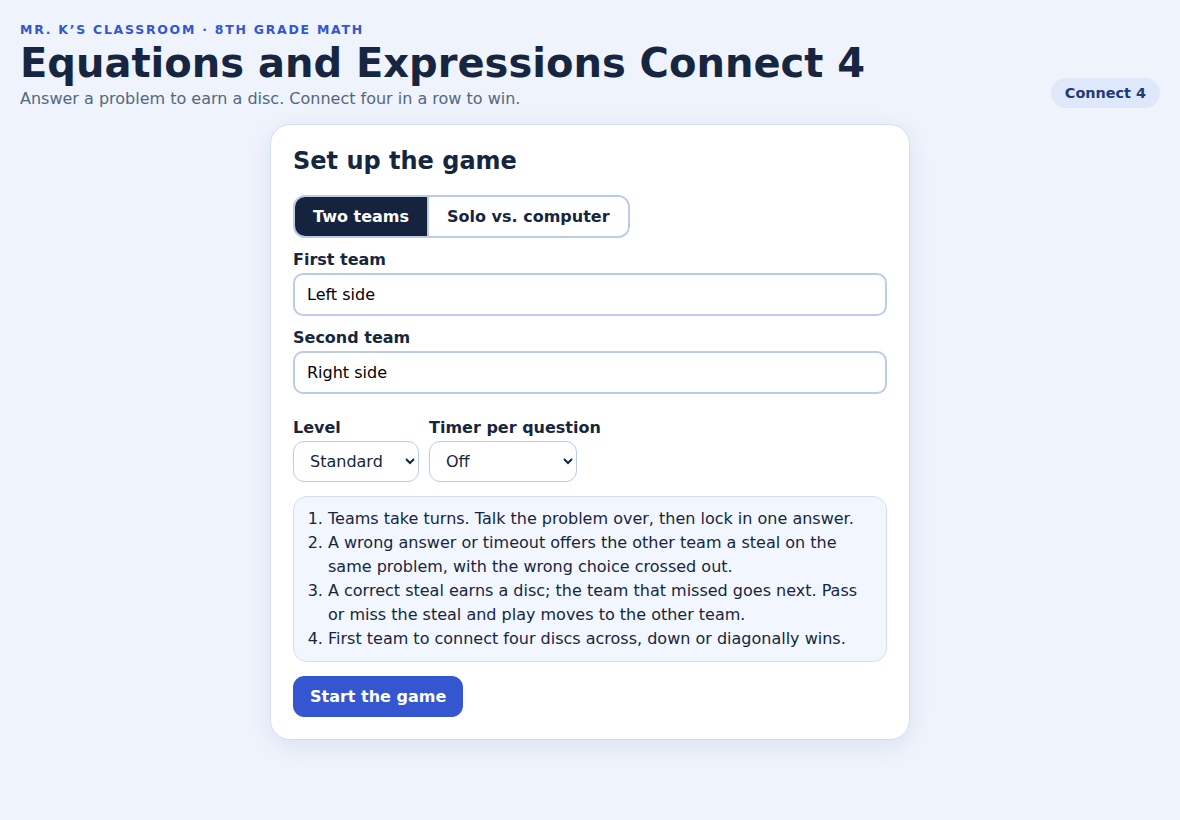 MR. K’S CLASSROOM · 8TH GRADE MATH
Equations and Expressions Connect 4
Answer a problem to earn a disc. Connect four in a row to win.
Connect 4
Set up the game
Two teams
Solo vs. computer
First team
Left side
Second team
Right side
Level
Timer per question
Standard
Off
1. Teams take turns. Talk the problem over, then lock in one answer.
2. A wrong answer or timeout offers the other team a steal on the
same problem, with the wrong choice crossed out.
3. A correct steal earns a disc; the team that missed goes next. Pass
or miss the steal and play moves to the other team.
4. First team to connect four discs across, down or diagonally wins.
Start the game